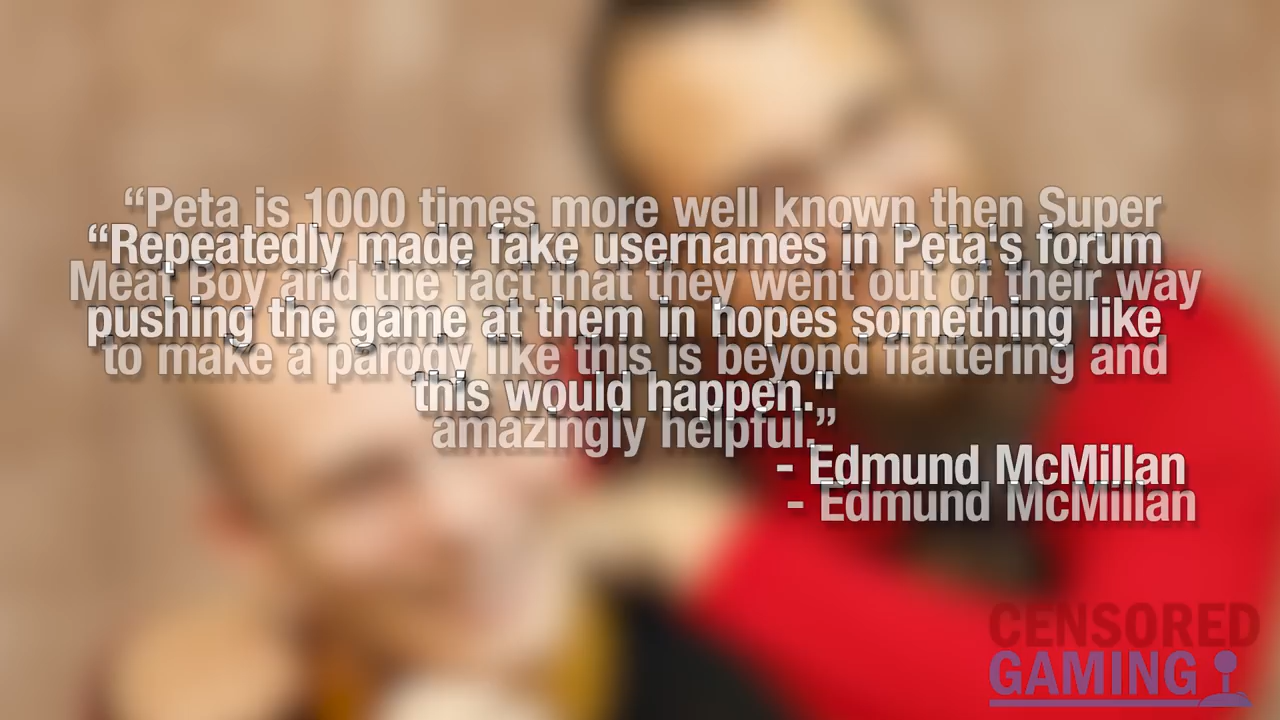 “Peta is 1000 times more well known then Super
Meat Boy and the fact that they went out of their way
to make a parody like this is beyond flattering and
amazingly helpful.”
- Edmund McMillan
“Repeatedly made fake usernames in Peta's forum
pushing the game at them in hopes something like
this would happen."
- Edmund McMillan
CENSORED
GAMING